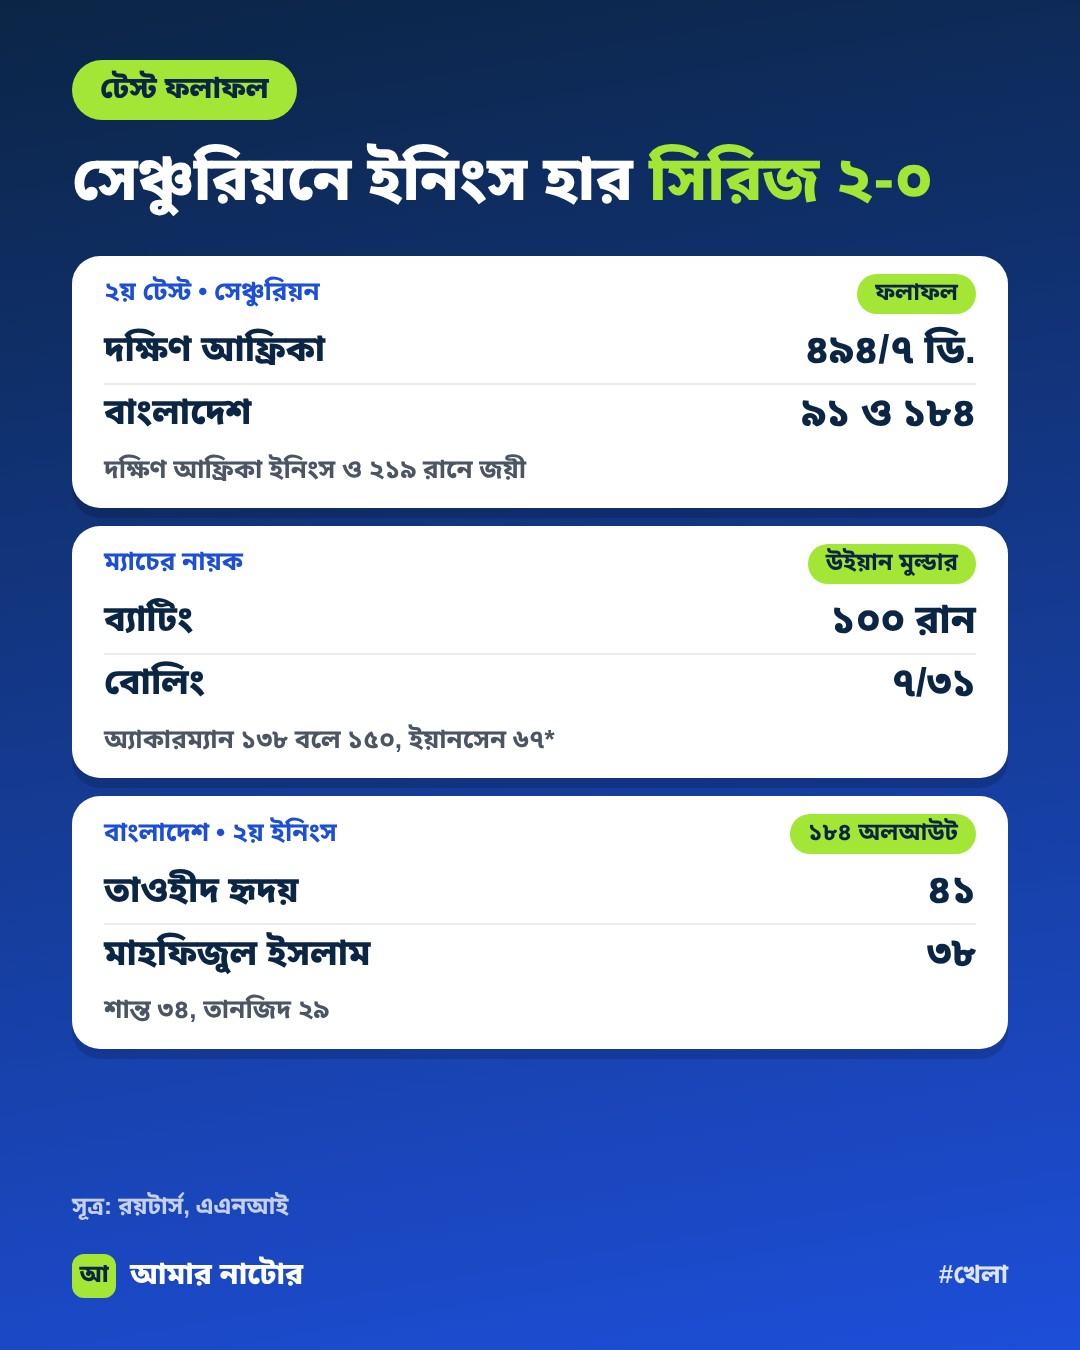 টেস্ট ফলাফল
সেঞ্চুরিয়নে ইনিংস হার সিরিজ ২-০
২য় টেস্ট • সেঞ্চুরিয়ন ফলাফল
দক্ষিণ আফ্রিকা ৪৯৪/৭ ডি.
বাংলাদেশ ৯১ ও ১৮৪
দক্ষিণ আফ্রিকা ইনিংস ও ২১৯ রানে জয়ী
ম্যাচের নায়ক উইয়ান মুল্ডার
ব্যাটিং ১০০ রান
বোলিং ৭/৩১
অ্যাকারম্যান ১৩৮ বলে ১৫০, ইয়ানসেন ৬৭*
বাংলাদেশ • ২য় ইনিংস ১৮৪ অলআউট
তাওহীদ হৃদয় ৪১
মাহফিজুল ইসলাম ৩৮
শান্ত ৩৪, তানজিদ ২৯
সূত্র: রয়টার্স, এএনআই
আ আমার নাটোর #খেলা